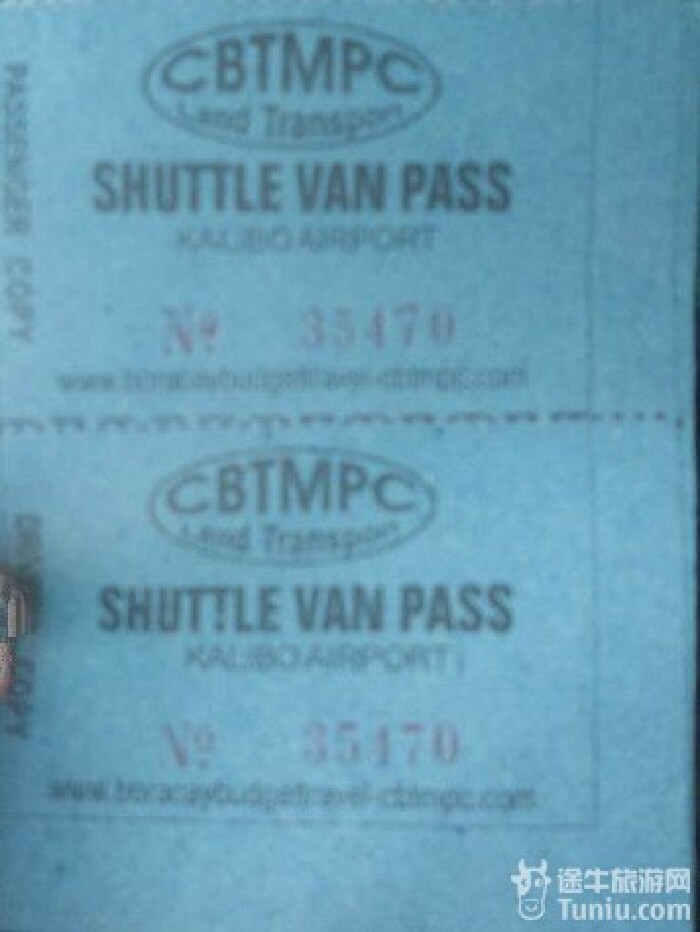 PASSENGER COPY
CBTMPC
Land Transport
SHUTTLE VAN PASS
KALIBO AIRPORT
Nº 35470
www.boracaybudgettravel-cbtmpc.com
CBTMPC
Land Transport
SHUTTLE VAN PASS
KALIBO AIRPORT
COPY
Nº 35470
www.boracaybudgettravel-cbtmpc.com
途牛旅游网
Tuniu.com